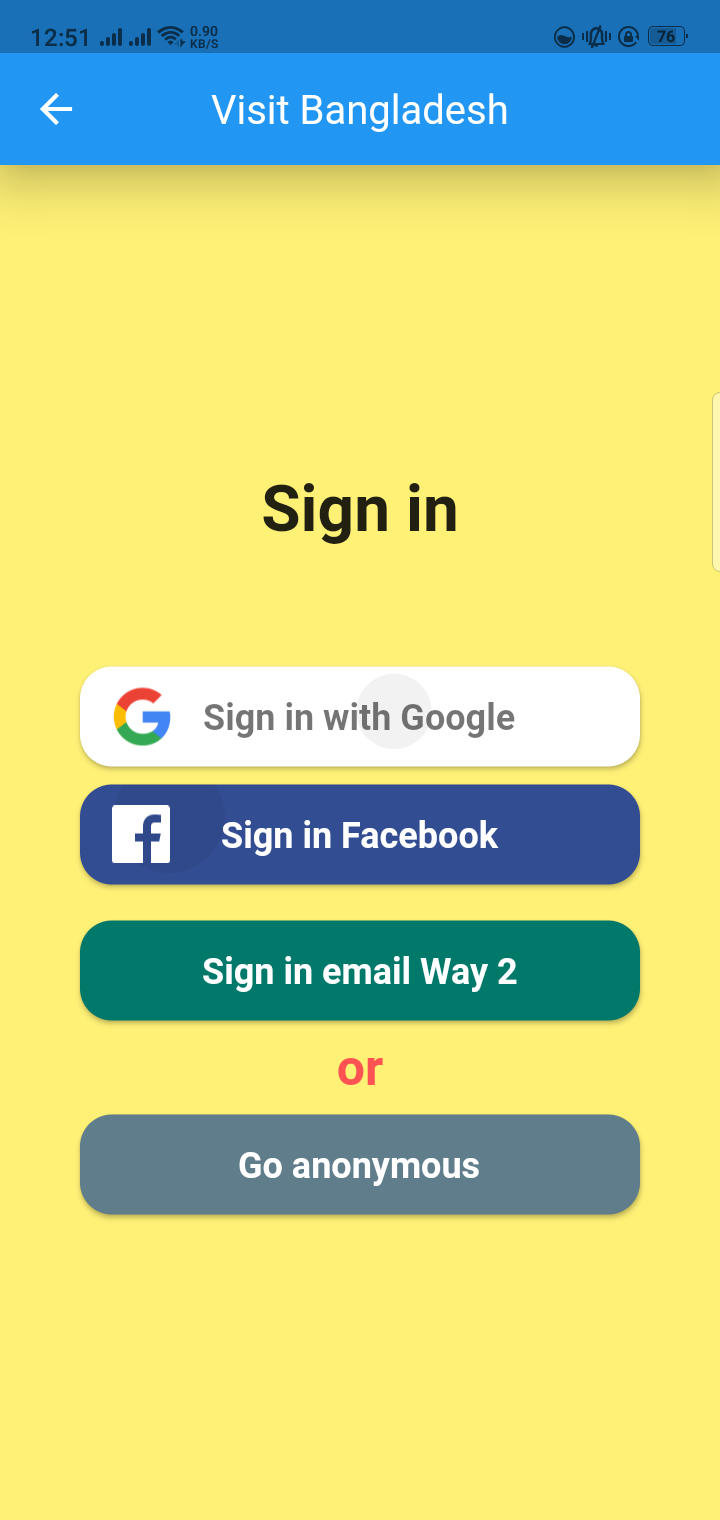 12:51 0.90 KB/S 76
Visit Bangladesh
Sign in
Sign in with Google
Sign in Facebook
Sign in email Way 2
or
Go anonymous